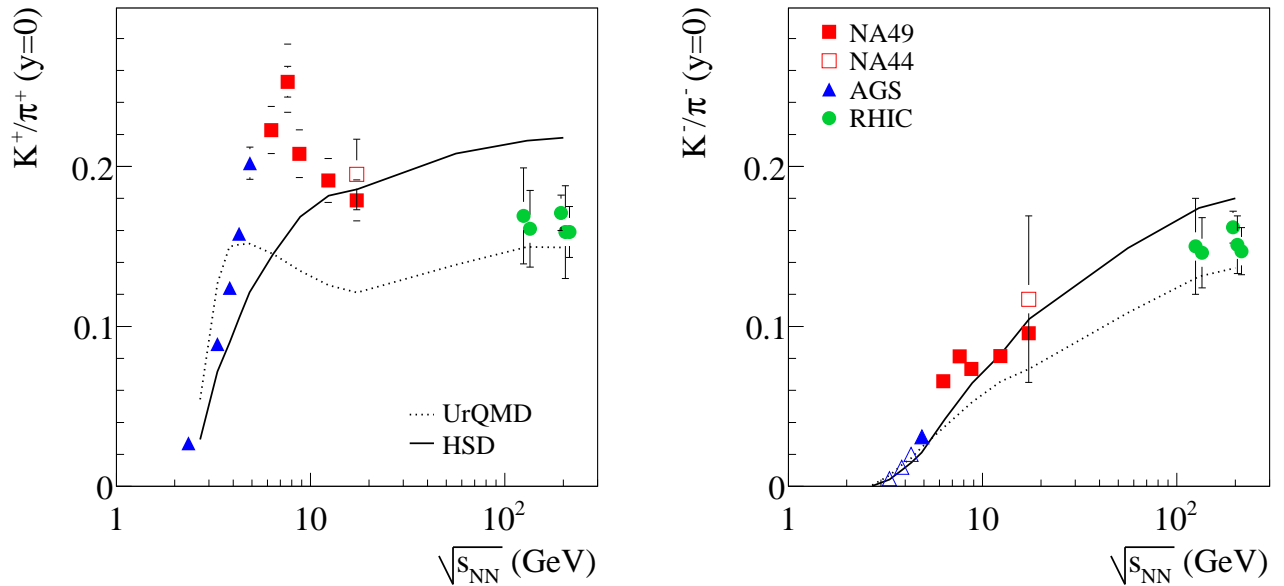 K⁺/π⁺ (y=0)
0.2
0.1
0
1
10
10²
√s_NN (GeV)
UrQMD
HSD
K⁻/π⁻ (y=0)
0.2
0.1
0
1
10
10²
√s_NN (GeV)
NA49
NA44
AGS
RHIC